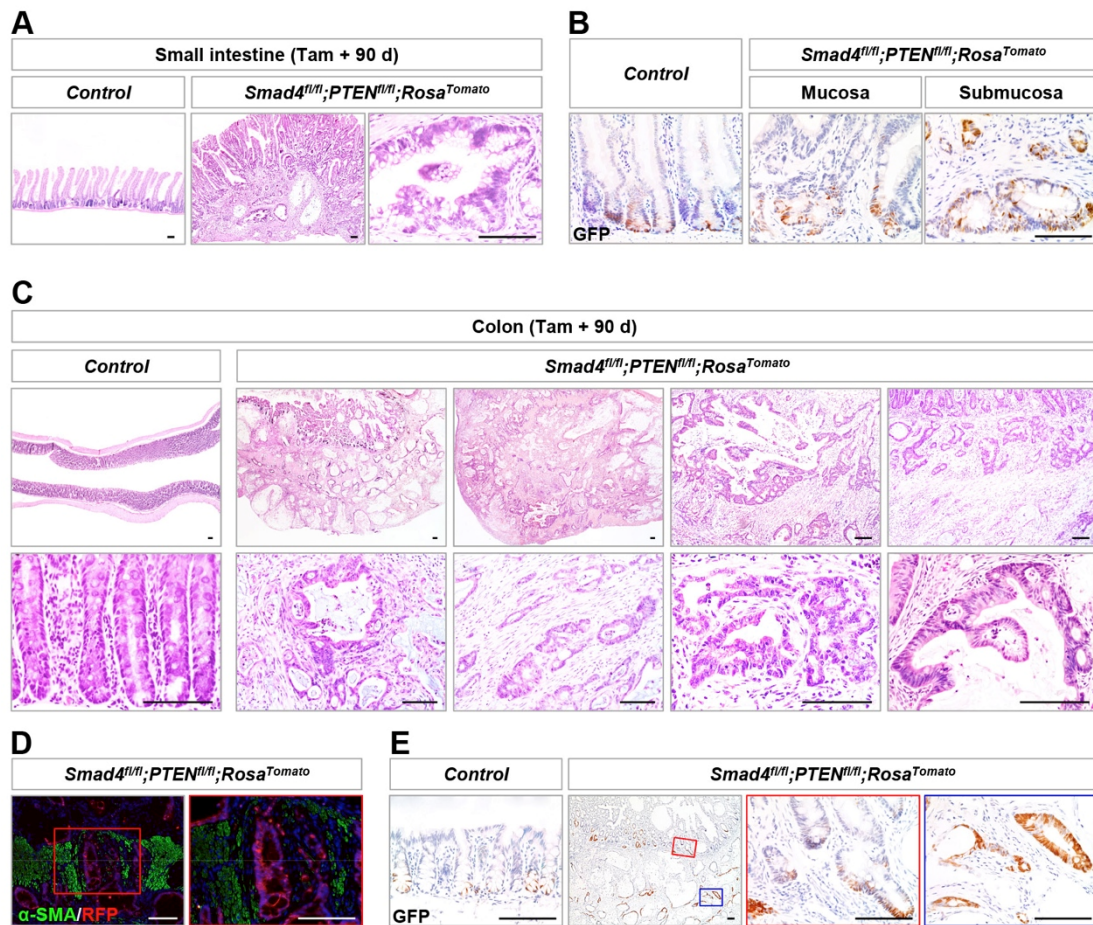 A
Small intestine (Tam + 90 d)
Control
Smad4fl/fl;PTENfl/fl;RosaTomato
B
Control
Smad4fl/fl;PTENfl/fl;RosaTomato
Mucosa
Submucosa
GFP
C
Colon (Tam + 90 d)
Control
Smad4fl/fl;PTENfl/fl;RosaTomato
D
Smad4fl/fl;PTENfl/fl;RosaTomato
α-SMA/RFP
E
Control
Smad4fl/fl;PTENfl/fl;RosaTomato
GFP